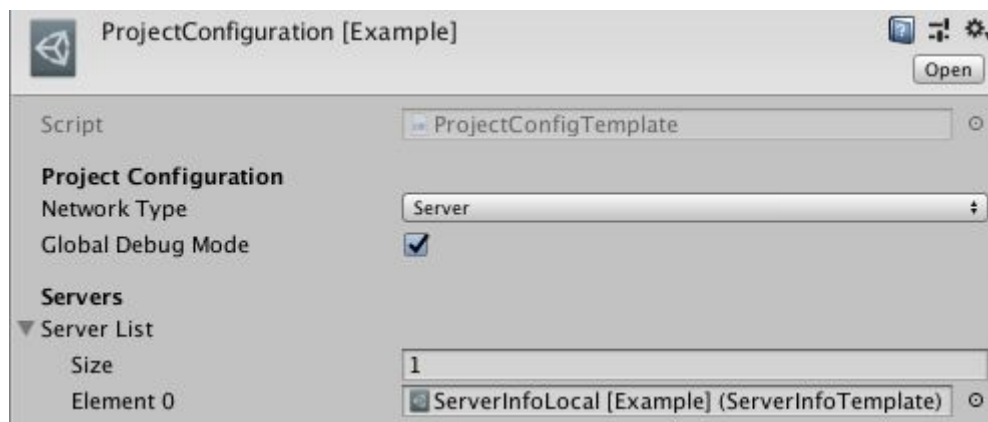 ProjectConfiguration [Example]
Open
Script ProjectConfigTemplate
Project Configuration
Network Type Server
Global Debug Mode
Servers
Server List
Size 1
Element 0 ServerInfoLocal [Example] (ServerInfoTemplate)